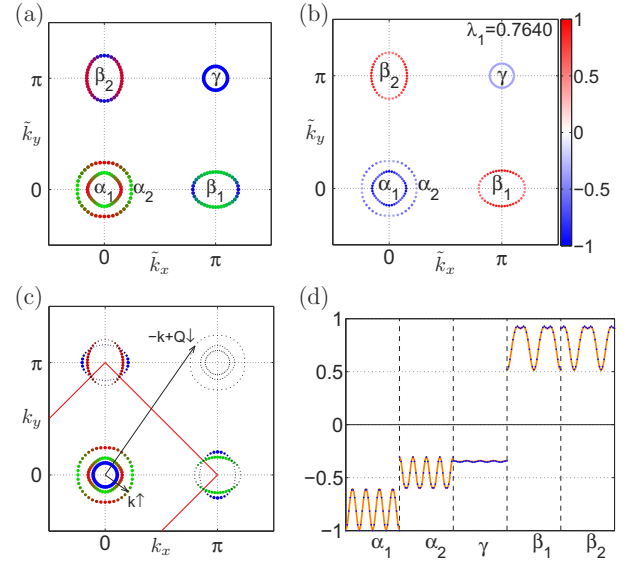 (a)
π
k̃y
0
β2
γ
α1
α2
β1
0
k̃x
π
(b)
λ1=0.7640
π
k̃y
0
β2
γ
α1
α2
β1
0
k̃x
π
1
0.5
0
−0.5
−1
(c)
π
ky
0
−k+Q↓
k↑
0
kx
π
(d)
1
0.5
0
−0.5
−1
α1
α2
γ
β1
β2